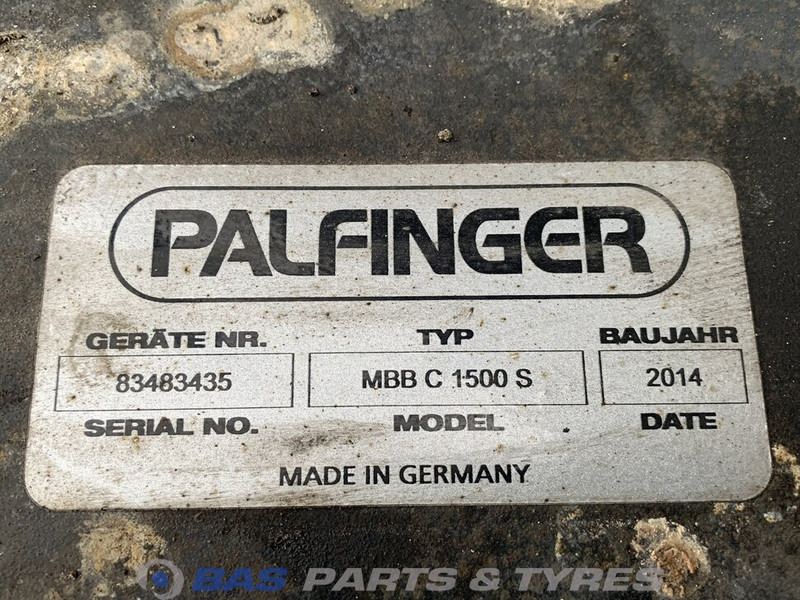 PALFINGER
GERÄTE NR. TYP BAUJAHR
83483435 MBB C 1500 S 2014
SERIAL NO. MODEL DATE
MADE IN GERMANY
BAS PARTS & TYRES